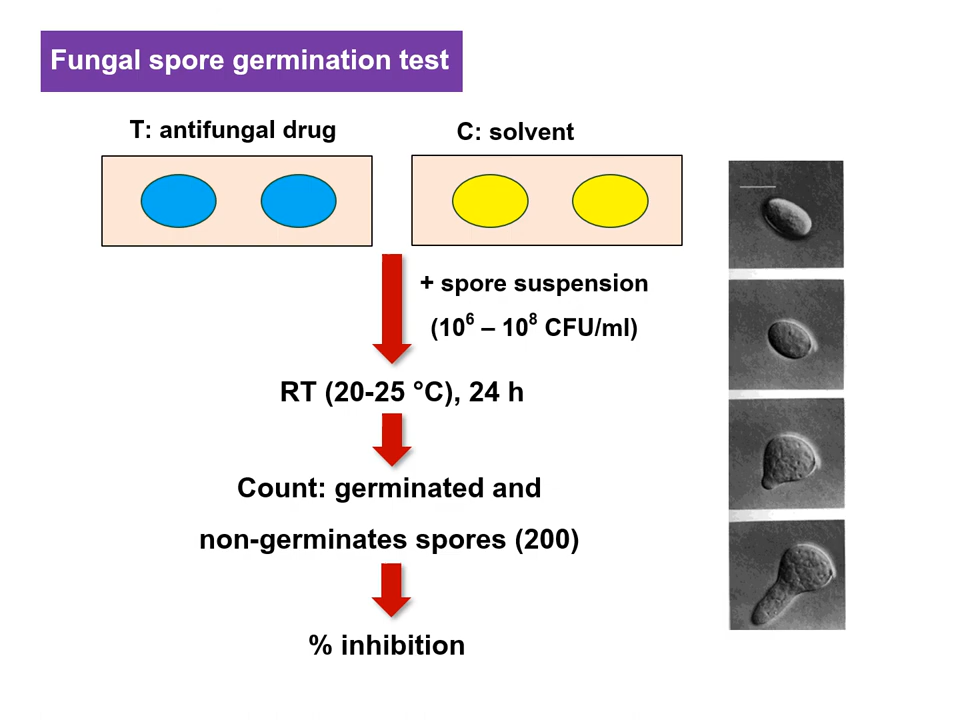 Fungal spore germination test
T: antifungal drug
C: solvent
+ spore suspension
(10⁶ – 10⁸ CFU/ml)
RT (20-25 °C), 24 h
Count: germinated and
non-germinates spores (200)
% inhibition